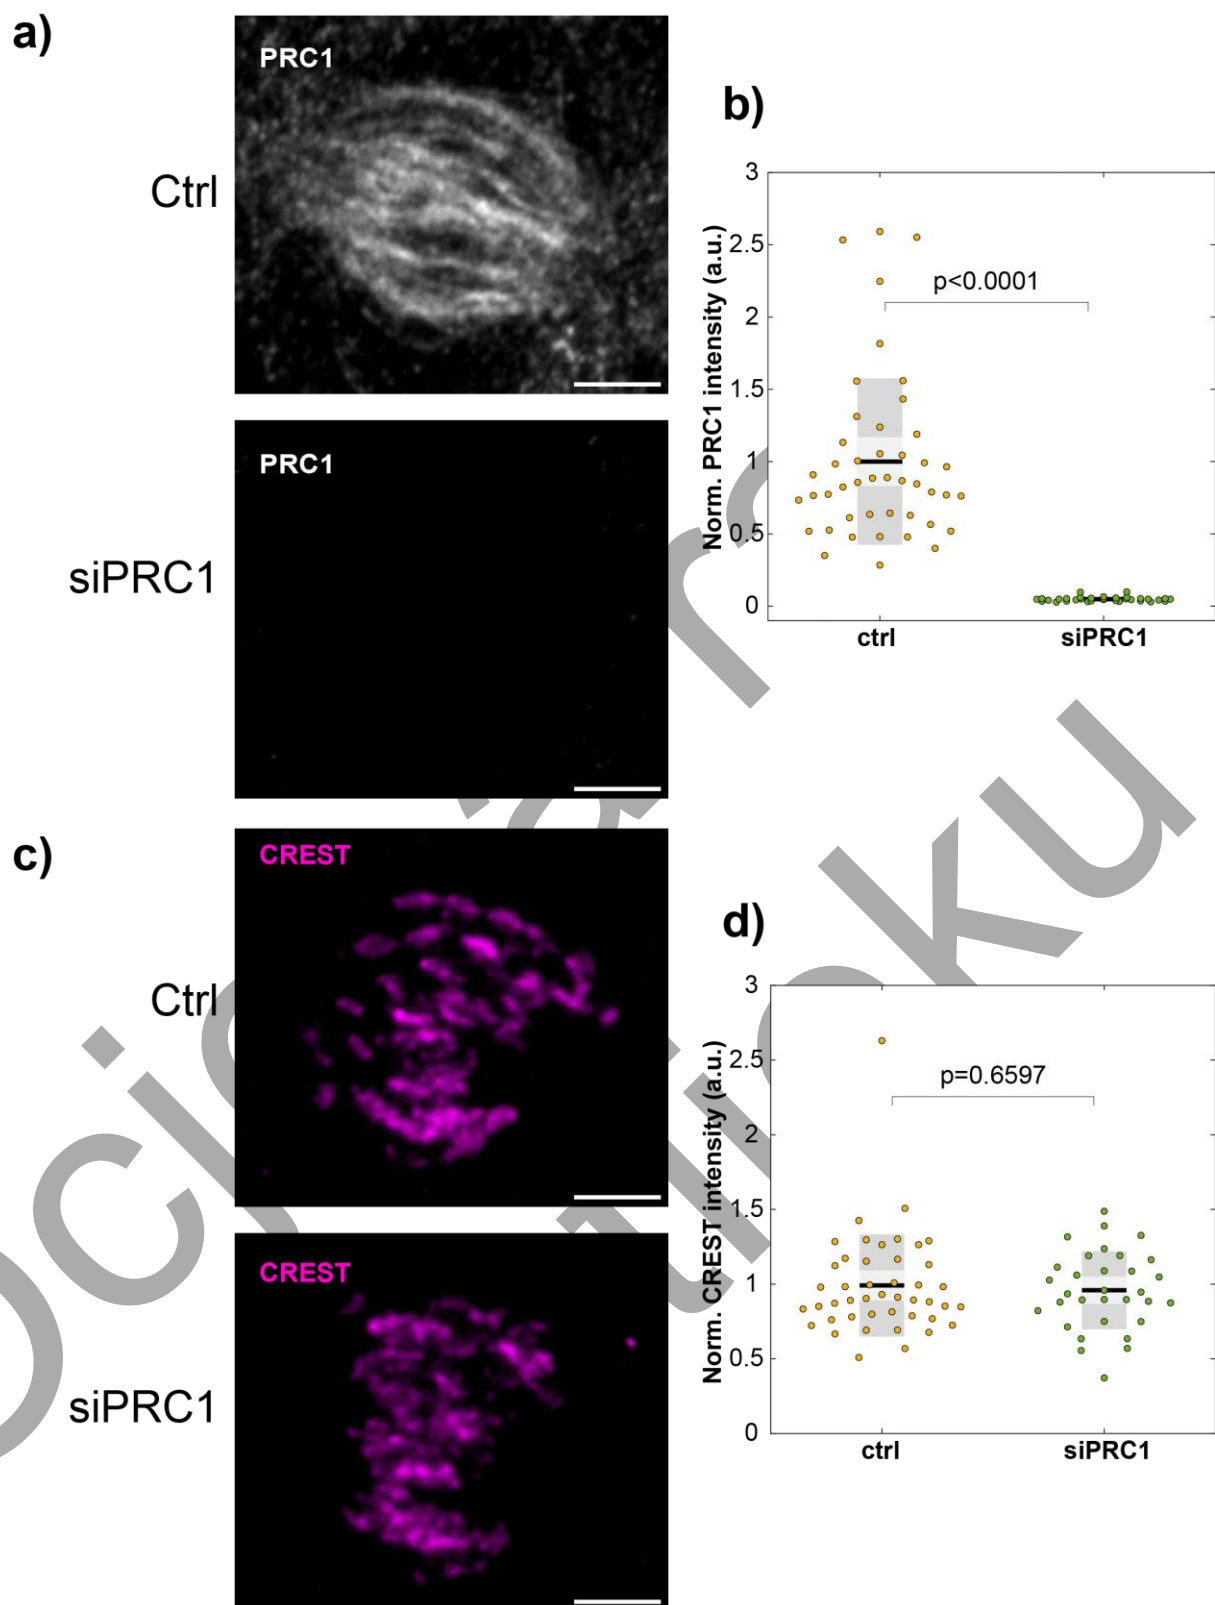 a)
PRC1
Ctrl
PRC1
siPRC1
b)
3
2.5
2
1.5
1
0.5
0
Norm. PRC1 intensity (a.u.)
p<0.0001
ctrl
siPRC1
c)
CREST
Ctrl
CREST
siPRC1
d)
3
2.5
2
1.5
1
0.5
0
Norm. CREST intensity (a.u.)
p=0.6597
ctrl
siPRC1